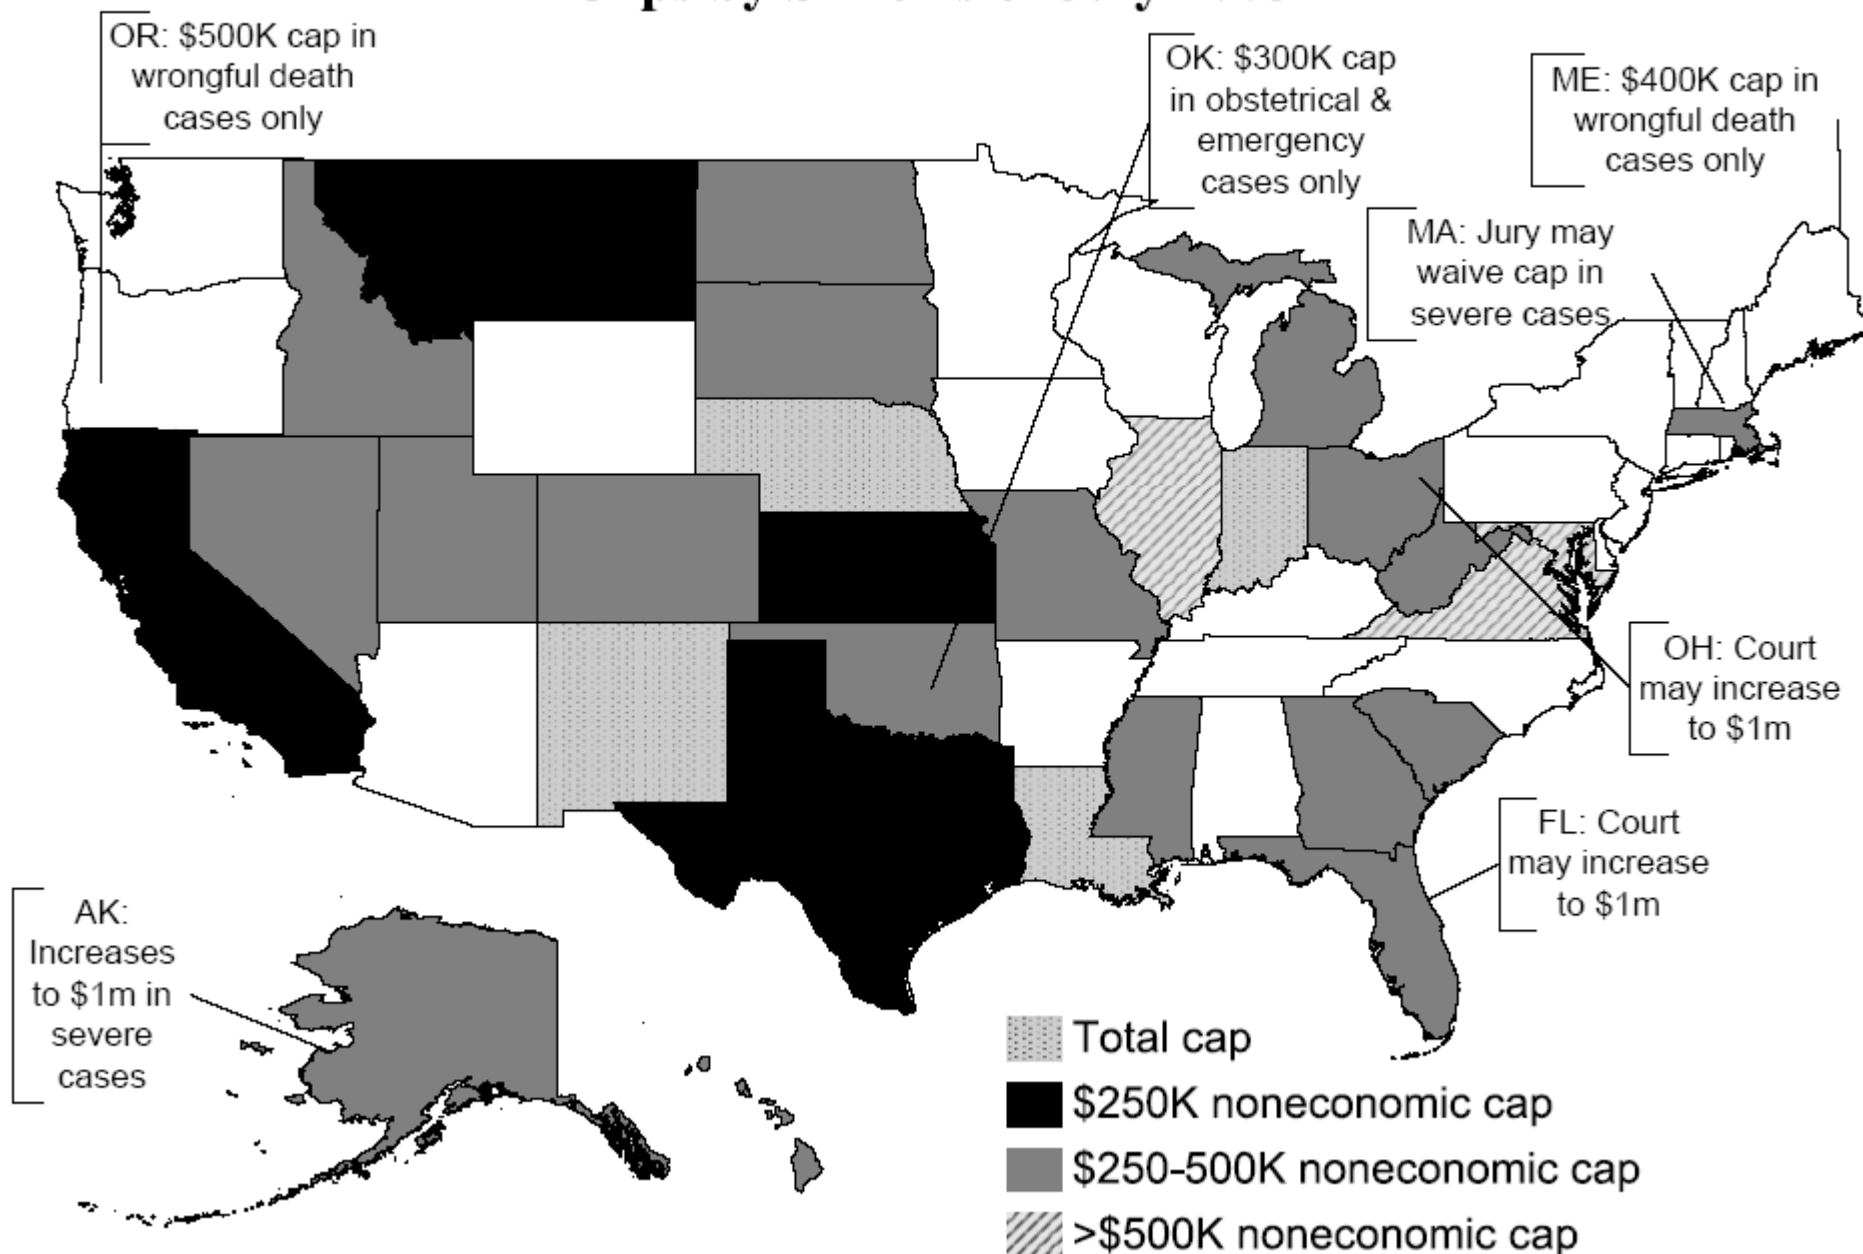 OR: $500K cap in
wrongful death
cases only
OK: $300K cap
in obstetrical &
emergency
cases only
ME: $400K cap in
wrongful death
cases only
MA: Jury may
waive cap in
severe cases
OH: Court
may increase
to $1m
FL: Court
may increase
to $1m
AK:
Increases
to $1m in
severe
cases
Total cap
$250K noneconomic cap
$250-500K noneconomic cap
>$500K noneconomic cap